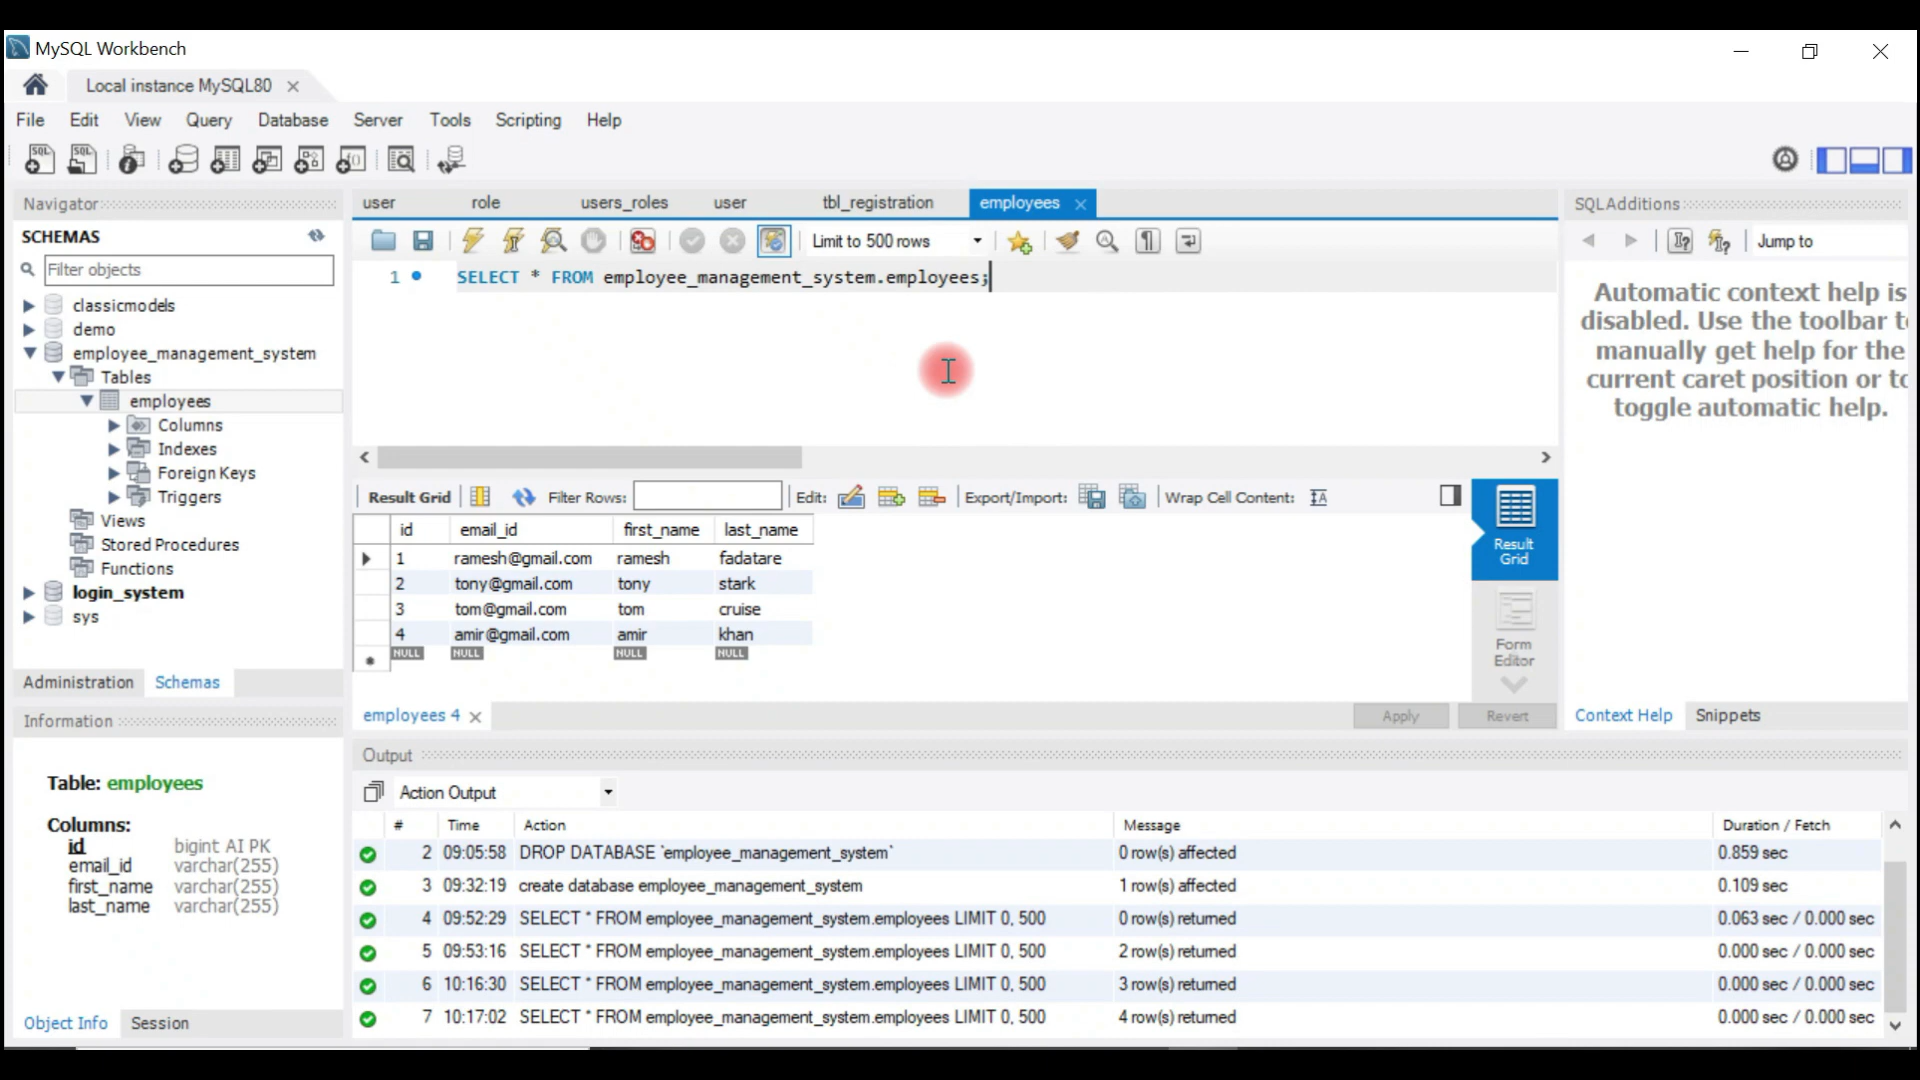 MySQL Workbench
Local instance MySQL80
File Edit View Query Database Server Tools Scripting Help
Navigator
SCHEMAS
Filter objects
classicmodels
demo
employee_management_system
Tables
employees
Columns
Indexes
Foreign Keys
Triggers
Views
Stored Procedures
Functions
login_system
sys
Administration Schemas
Information
Table: employees
Columns:
id bigint AI PK
email_id varchar(255)
first_name varchar(255)
last_name varchar(255)
Object Info Session
user role users_roles user tbl_registration employees
Limit to 500 rows
1 SELECT * FROM employee_management_system.employees;
Result Grid Filter Rows: Edit: Export/Import: Wrap Cell Content:
id email_id first_name last_name
1 ramesh@gmail.com ramesh fadatare
2 tony@gmail.com tony stark
3 tom@gmail.com tom cruise
4 amir@gmail.com amir khan
NULL NULL NULL NULL
Result
Grid
Form
Editor
employees 4 Apply Revert
SQLAdditions
Jump to
Automatic context help is
disabled. Use the toolbar t
manually get help for the
current caret position or to
toggle automatic help.
Context Help Snippets
Output
Action Output
# Time Action Message Duration / Fetch
2 09:05:58 DROP DATABASE `employee_management_system` 0 row(s) affected 0.859 sec
3 09:32:19 create database employee_management_system 1 row(s) affected 0.109 sec
4 09:52:29 SELECT * FROM employee_management_system.employees LIMIT 0, 500 0 row(s) returned 0.063 sec / 0.000 sec
5 09:53:16 SELECT * FROM employee_management_system.employees LIMIT 0, 500 2 row(s) returned 0.000 sec / 0.000 sec
6 10:16:30 SELECT * FROM employee_management_system.employees LIMIT 0, 500 3 row(s) returned 0.000 sec / 0.000 sec
7 10:17:02 SELECT * FROM employee_management_system.employees LIMIT 0, 500 4 row(s) returned 0.000 sec / 0.000 sec